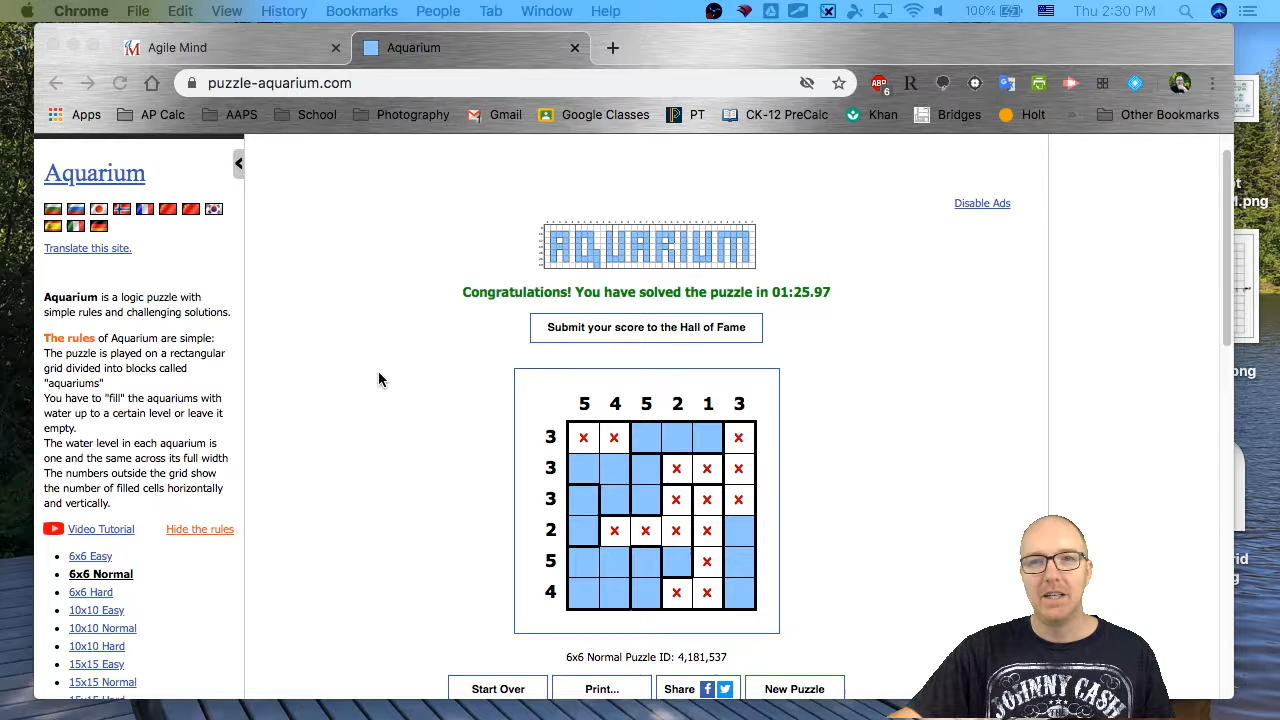 Chrome File Edit View History Bookmarks People Tab Window Help 100% Thu 2:30 PM
Agile Mind
Aquarium
puzzle-aquarium.com
ABP 6 R
Apps AP Calc AAPS School Photography Gmail Google Classes PT CK-12 PreCalc Khan Bridges Holt » Other Bookmarks
Aquarium
Translate this site.
Aquarium is a logic puzzle with
simple rules and challenging solutions.
The rules of Aquarium are simple:
The puzzle is played on a rectangular
grid divided into blocks called
"aquariums"
You have to "fill" the aquariums with
water up to a certain level or leave it
empty.
The water level in each aquarium is
one and the same across its full width
The numbers outside the grid show
the number of filled cells horizontally
and vertically.
Video Tutorial Hide the rules
6x6 Easy
6x6 Normal
6x6 Hard
10x10 Easy
10x10 Normal
10x10 Hard
15x15 Easy
15x15 Normal
15x15 Hard
Disable Ads
AQUARIUM
Congratulations! You have solved the puzzle in 01:25.97
Submit your score to the Hall of Fame
5 4 5 2 1 3
3
3
3
2
5
4
6x6 Normal Puzzle ID: 4,181,537
Start Over Print... Share New Puzzle
.png
png
JOHNNY CASH